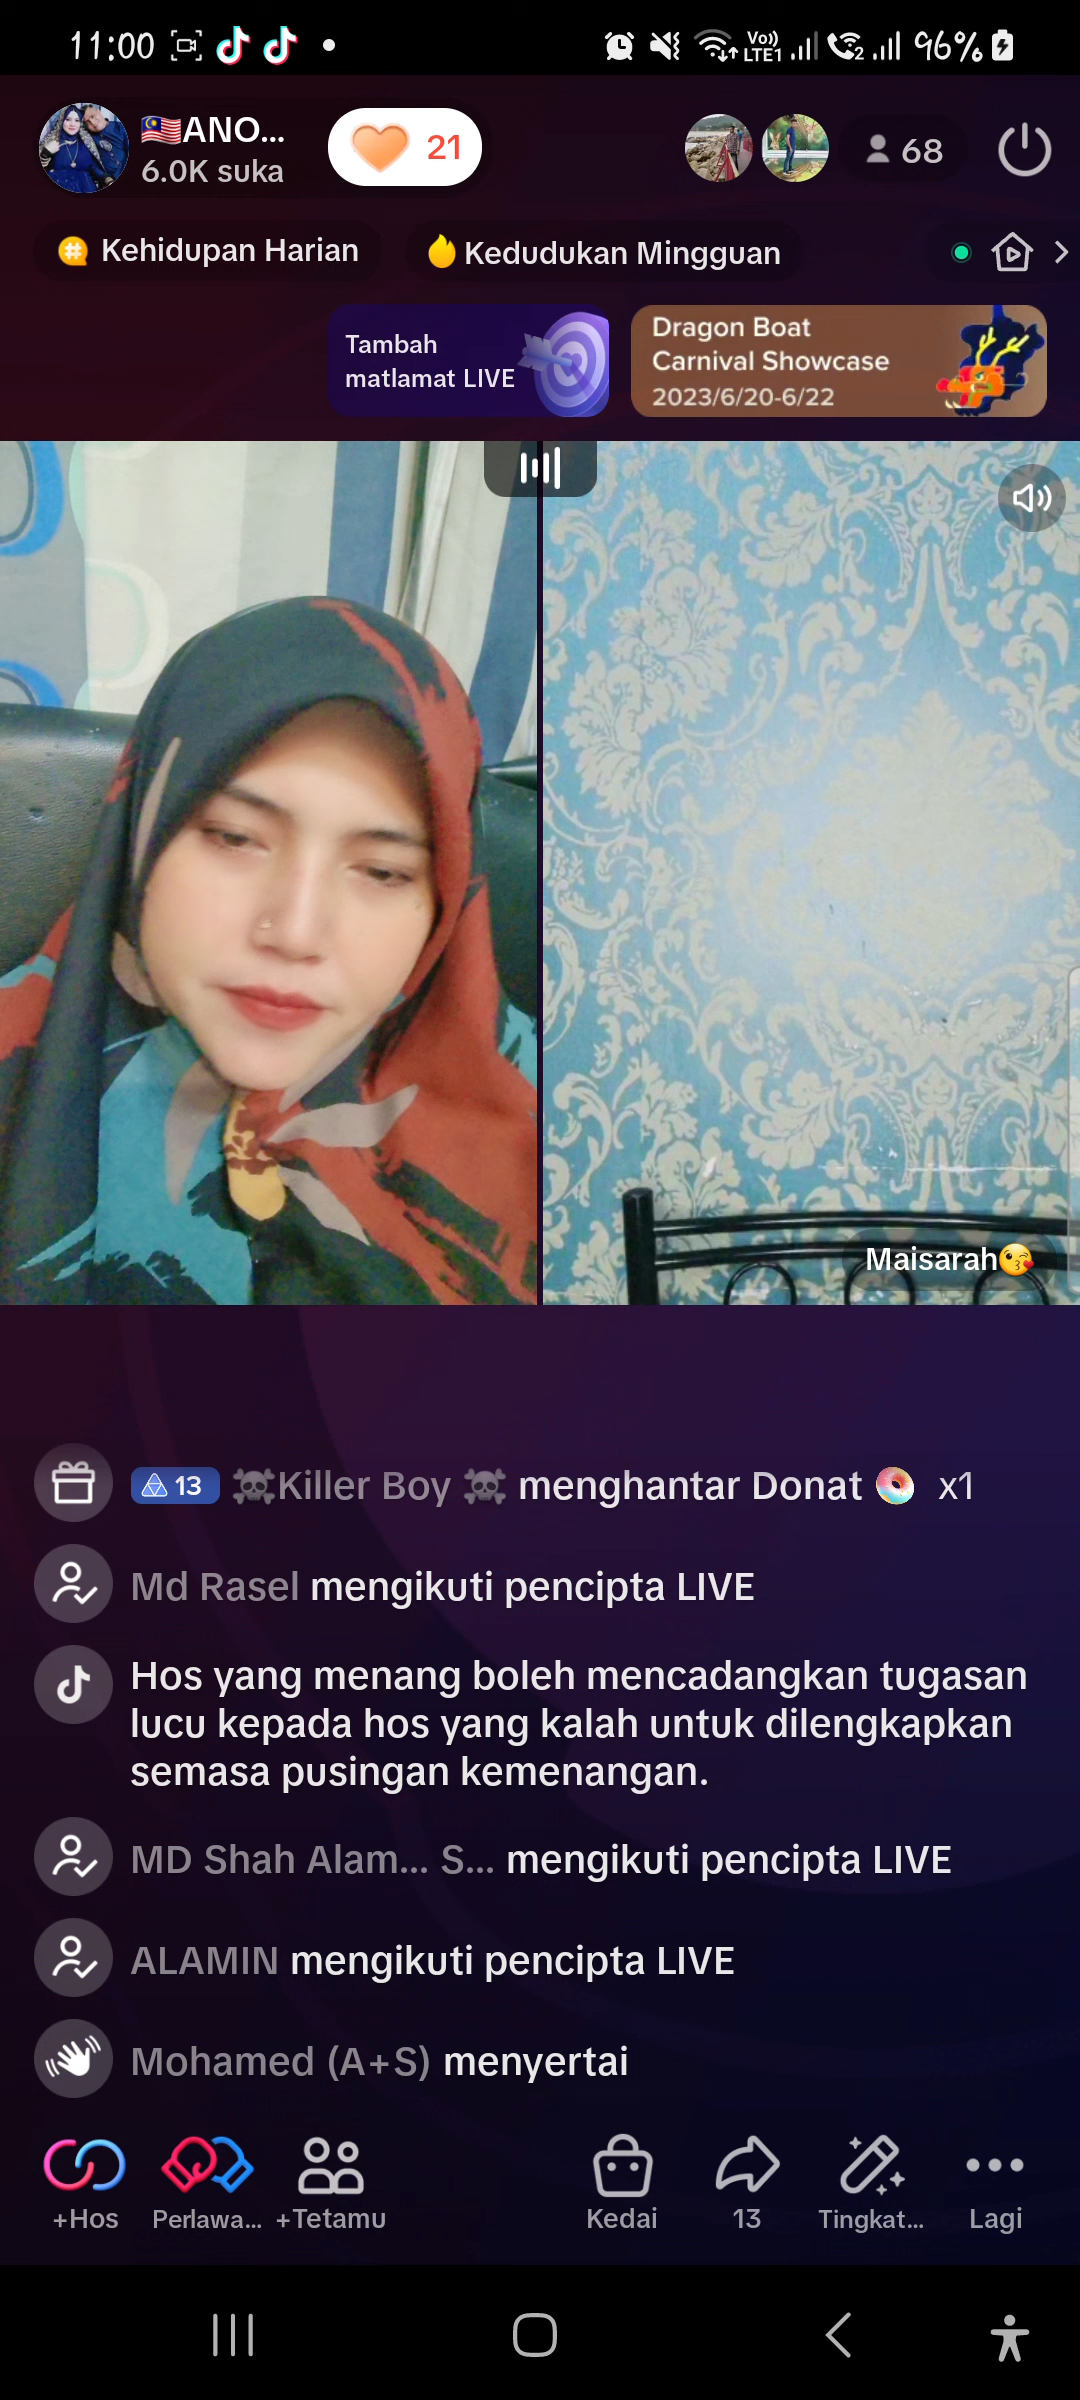 11:00
Vo))
LTE1
2
96%
🇲🇾ANO...
6.0K suka
21
68
Kehidupan Harian
Kedudukan Mingguan
Tambah
matlamat LIVE
Dragon Boat
Carnival Showcase
2023/6/20-6/22
Maisarah😘
13 ☠️Killer Boy ☠️ menghantar Donat x1
Md Rasel mengikuti pencipta LIVE
Hos yang menang boleh mencadangkan tugasan
lucu kepada hos yang kalah untuk dilengkapkan
semasa pusingan kemenangan.
MD Shah Alam... S... mengikuti pencipta LIVE
ALAMIN mengikuti pencipta LIVE
Mohamed (A+S) menyertai
+Hos
Perlawa...
+Tetamu
Kedai
13
Tingkat...
Lagi